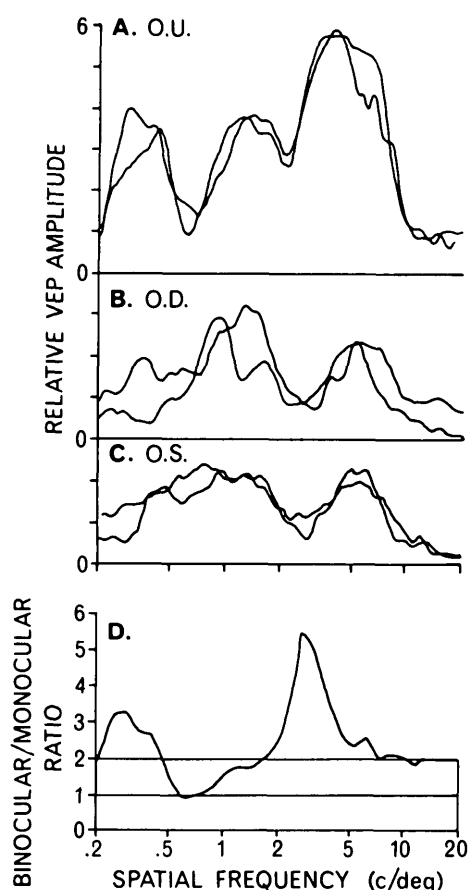 6
A. O.U.
0
B. O.D.
0
C. O.S.
0
RELATIVE VEP AMPLITUDE
D.
6
5
4
3
2
1
0
BINOCULAR/MONOCULAR
RATIO
.2 .5 1 2 5 10 20
SPATIAL FREQUENCY (c/deg)